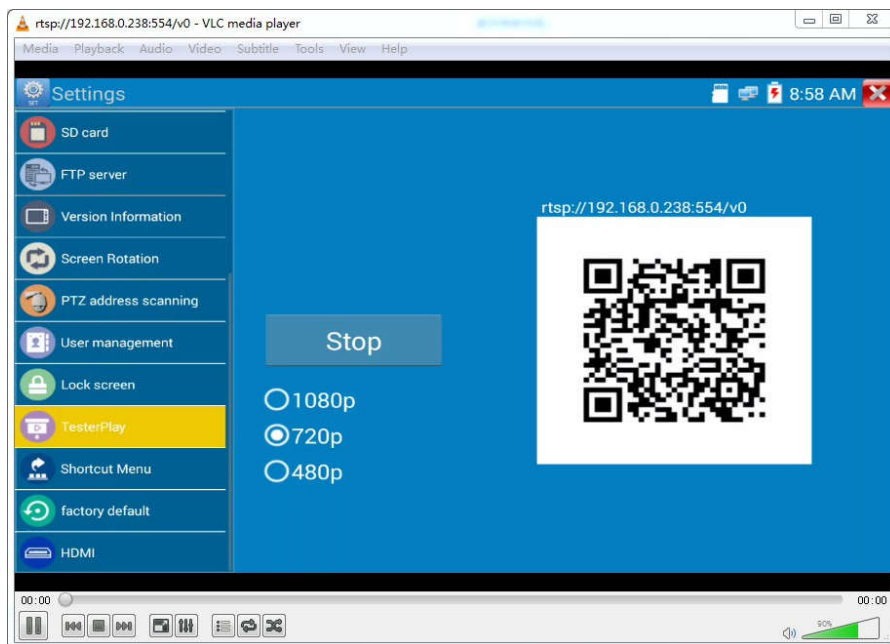 rtsp://192.168.0.238:554/v0 - VLC media player
Media Playback Audio Video Subtitle Tools View Help
SET
Settings
8:58 AM
SD card
FTP server
Version Information
Screen Rotation
PTZ address scanning
User management
Lock screen
TesterPlay
Shortcut Menu
factory default
HDMI
Stop
1080p
720p
480p
rtsp://192.168.0.238:554/v0
00:00
00:00
90%